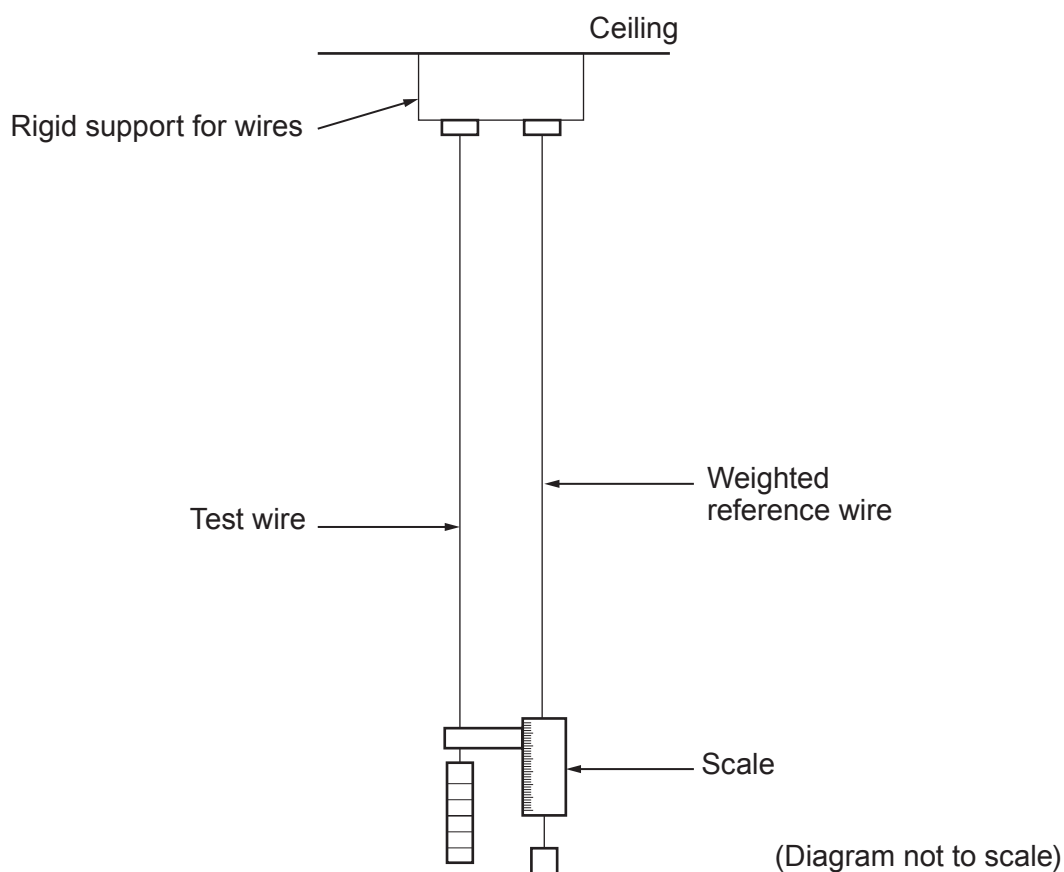 Ceiling
Rigid support for wires
Weighted
reference wire
Test wire
Scale
(Diagram not to scale)